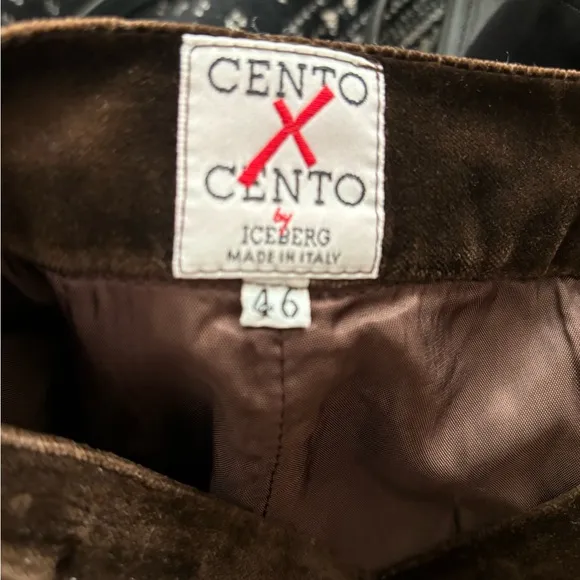 CENTO
X
CENTO
by
ICEBERG
MADE IN ITALY
46